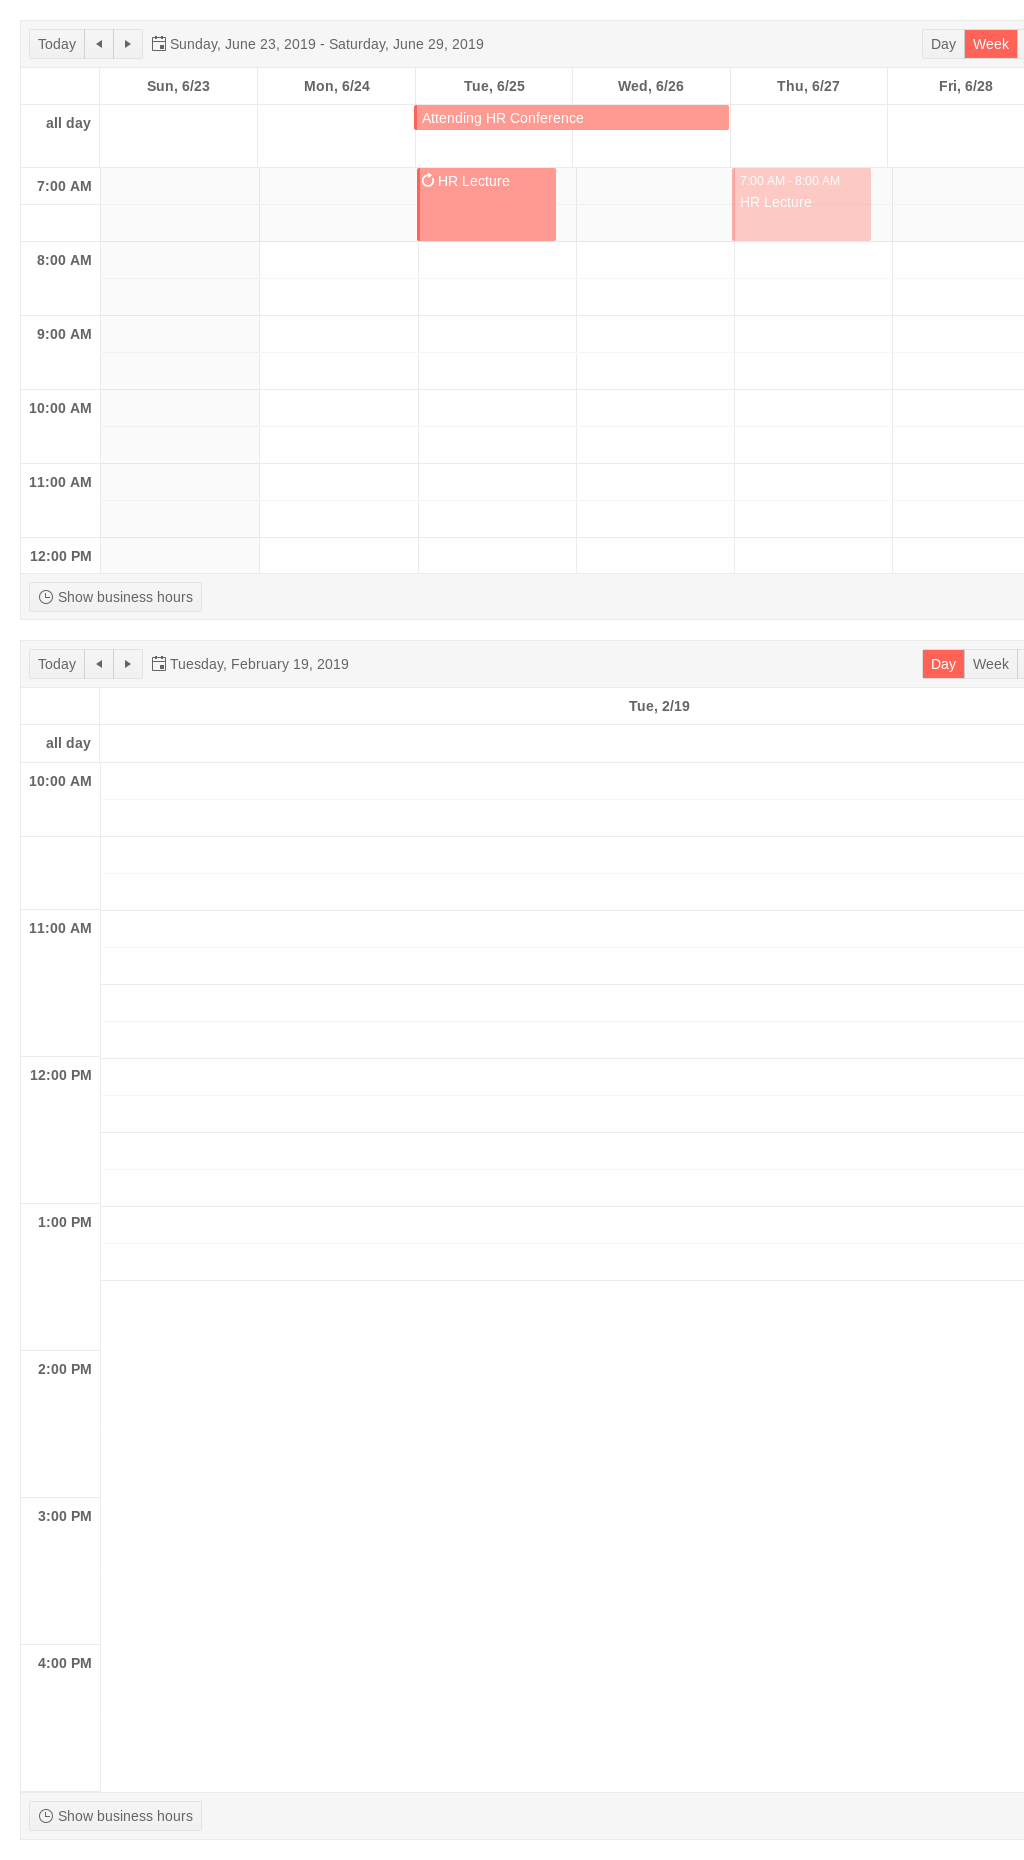 Today Sunday, June 23, 2019 - Saturday, June 29, 2019 Day Week
Sun, 6/23 Mon, 6/24 Tue, 6/25 Wed, 6/26 Thu, 6/27 Fri, 6/28
all day Attending HR Conference
7:00 AM HR Lecture 7:00 AM - 8:00 AM
HR Lecture
8:00 AM
9:00 AM
10:00 AM
11:00 AM
12:00 PM
Show business hours
Today Tuesday, February 19, 2019 Day Week
Tue, 2/19
all day
10:00 AM
11:00 AM
12:00 PM
1:00 PM
2:00 PM
3:00 PM
4:00 PM
Show business hours